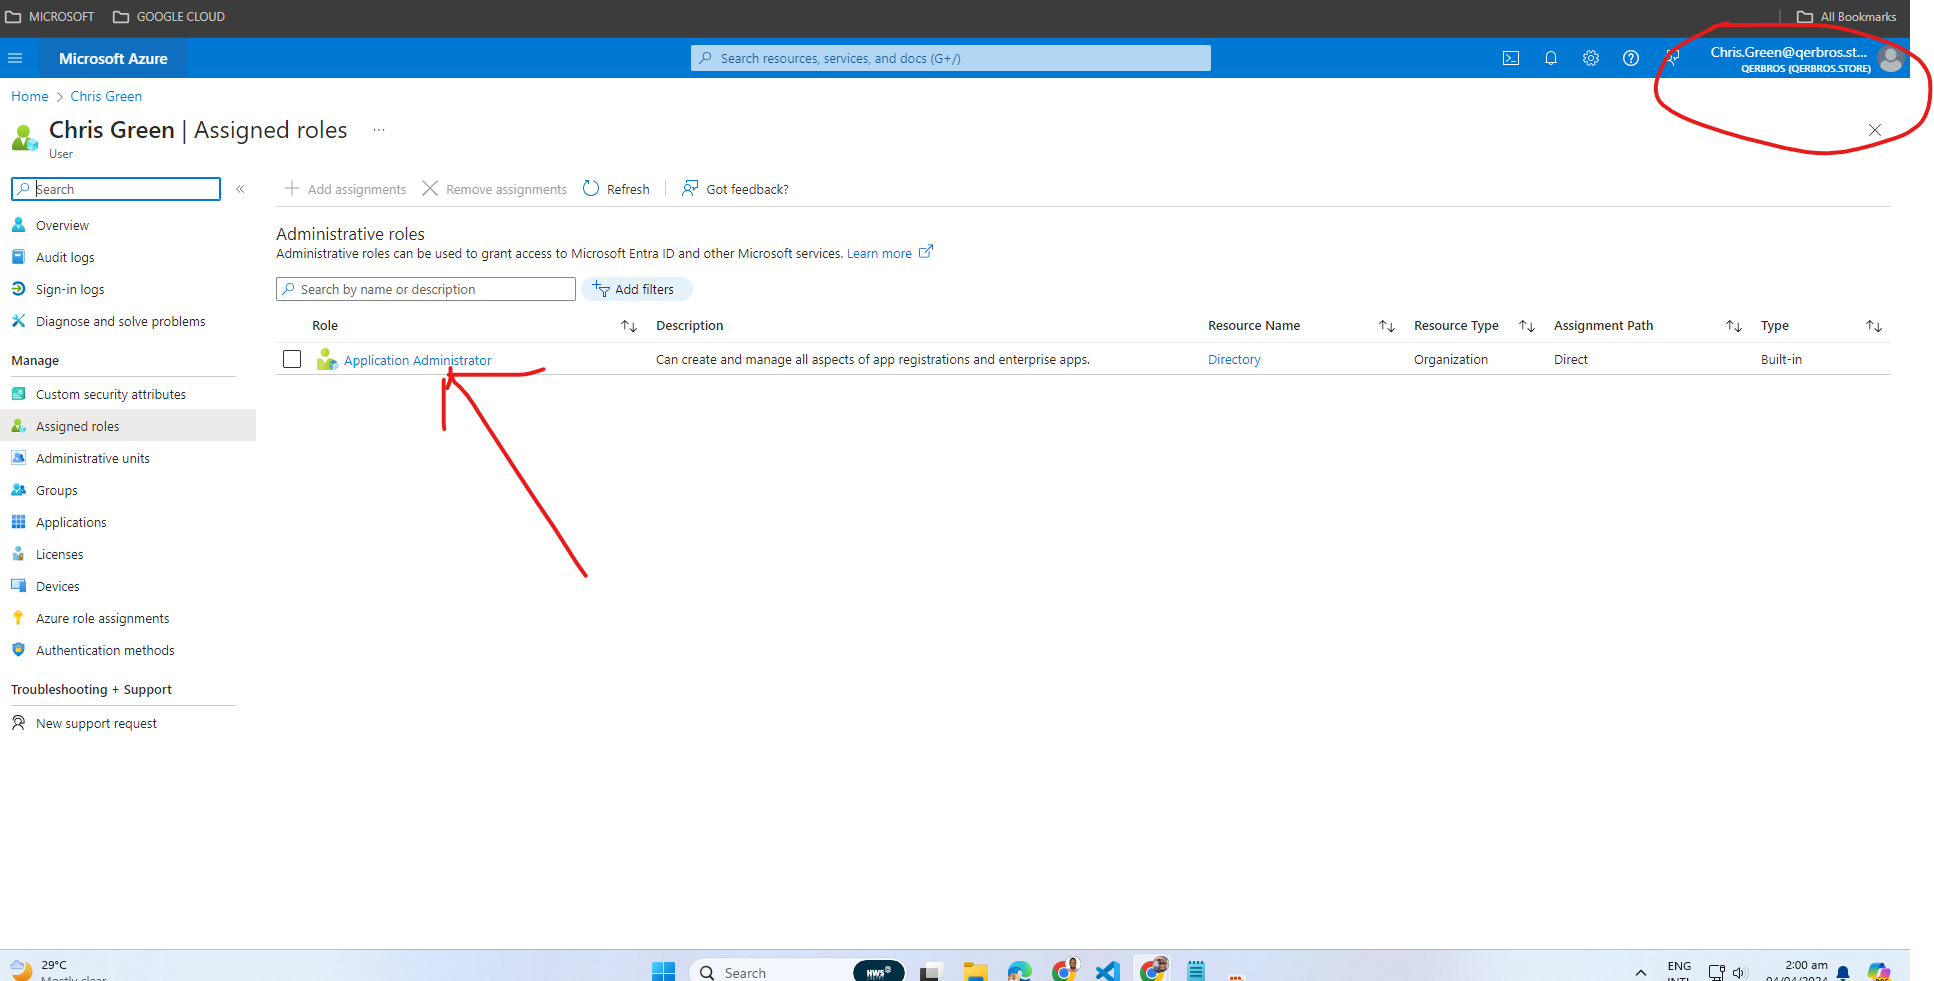 MICROSOFT GOOGLE CLOUD All Bookmarks
Microsoft Azure Search resources, services, and docs (G+/) Chris.Green@qerbros.st...
QERBROS (QERBROS.STORE)
Home > Chris Green
Chris Green | Assigned roles ...
User
Search « Add assignments Remove assignments Refresh Got feedback?
Overview
Audit logs
Sign-in logs
Diagnose and solve problems
Manage
Custom security attributes
Assigned roles
Administrative units
Groups
Applications
Licenses
Devices
Azure role assignments
Authentication methods
Troubleshooting + Support
New support request
Administrative roles
Administrative roles can be used to grant access to Microsoft Entra ID and other Microsoft services. Learn more
Search by name or description Add filters
Role Description Resource Name Resource Type Assignment Path Type
Application Administrator Can create and manage all aspects of app registrations and enterprise apps. Directory Organization Direct Built-in
29°C
Mostly clear
Search HWS
ENG
INTL
2:00 am
04/04/2024